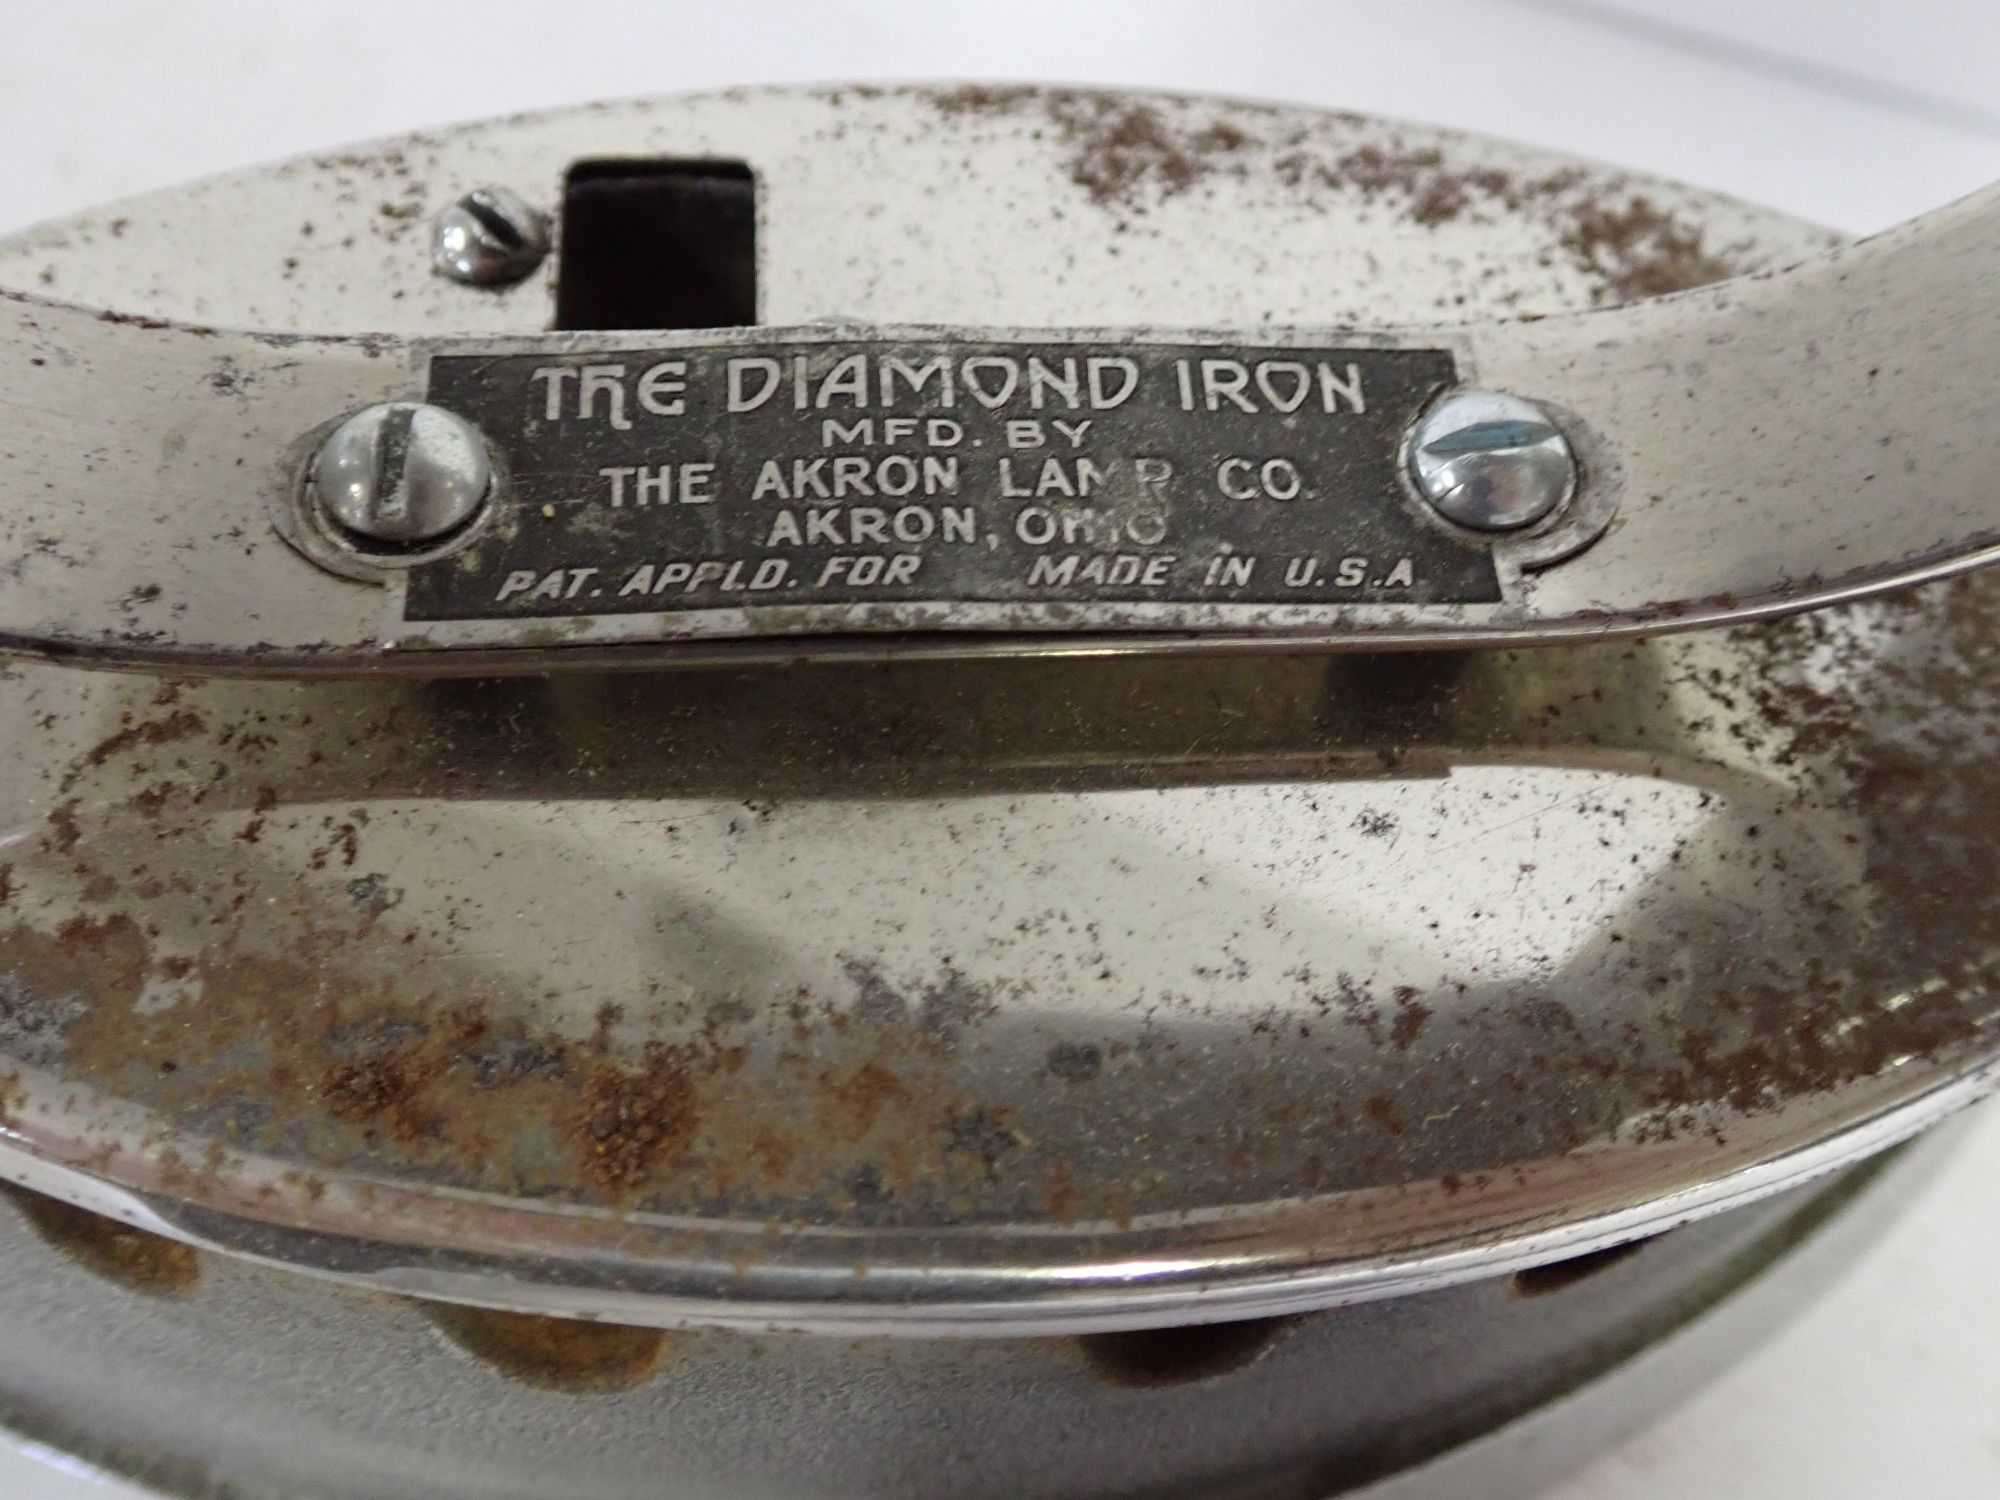 THE DIAMOND IRON
MFD. BY
THE AKRON LAMP CO.
AKRON, OHIO
PAT. APPLD. FOR MADE IN U.S.A